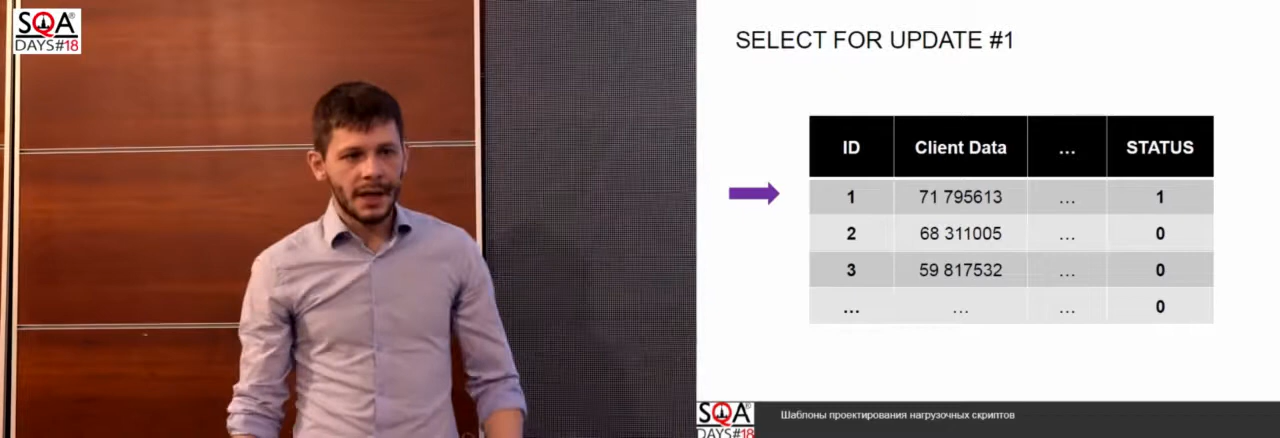 SQA
DAYS#18
SELECT FOR UPDATE #1
ID Client Data ... STATUS
1 71 795613 ... 1
2 68 311005 ... 0
3 59 817532 ... 0
... ... ... 0
SQA
DAYS#18
Шаблоны проектирования нагрузочных скриптов